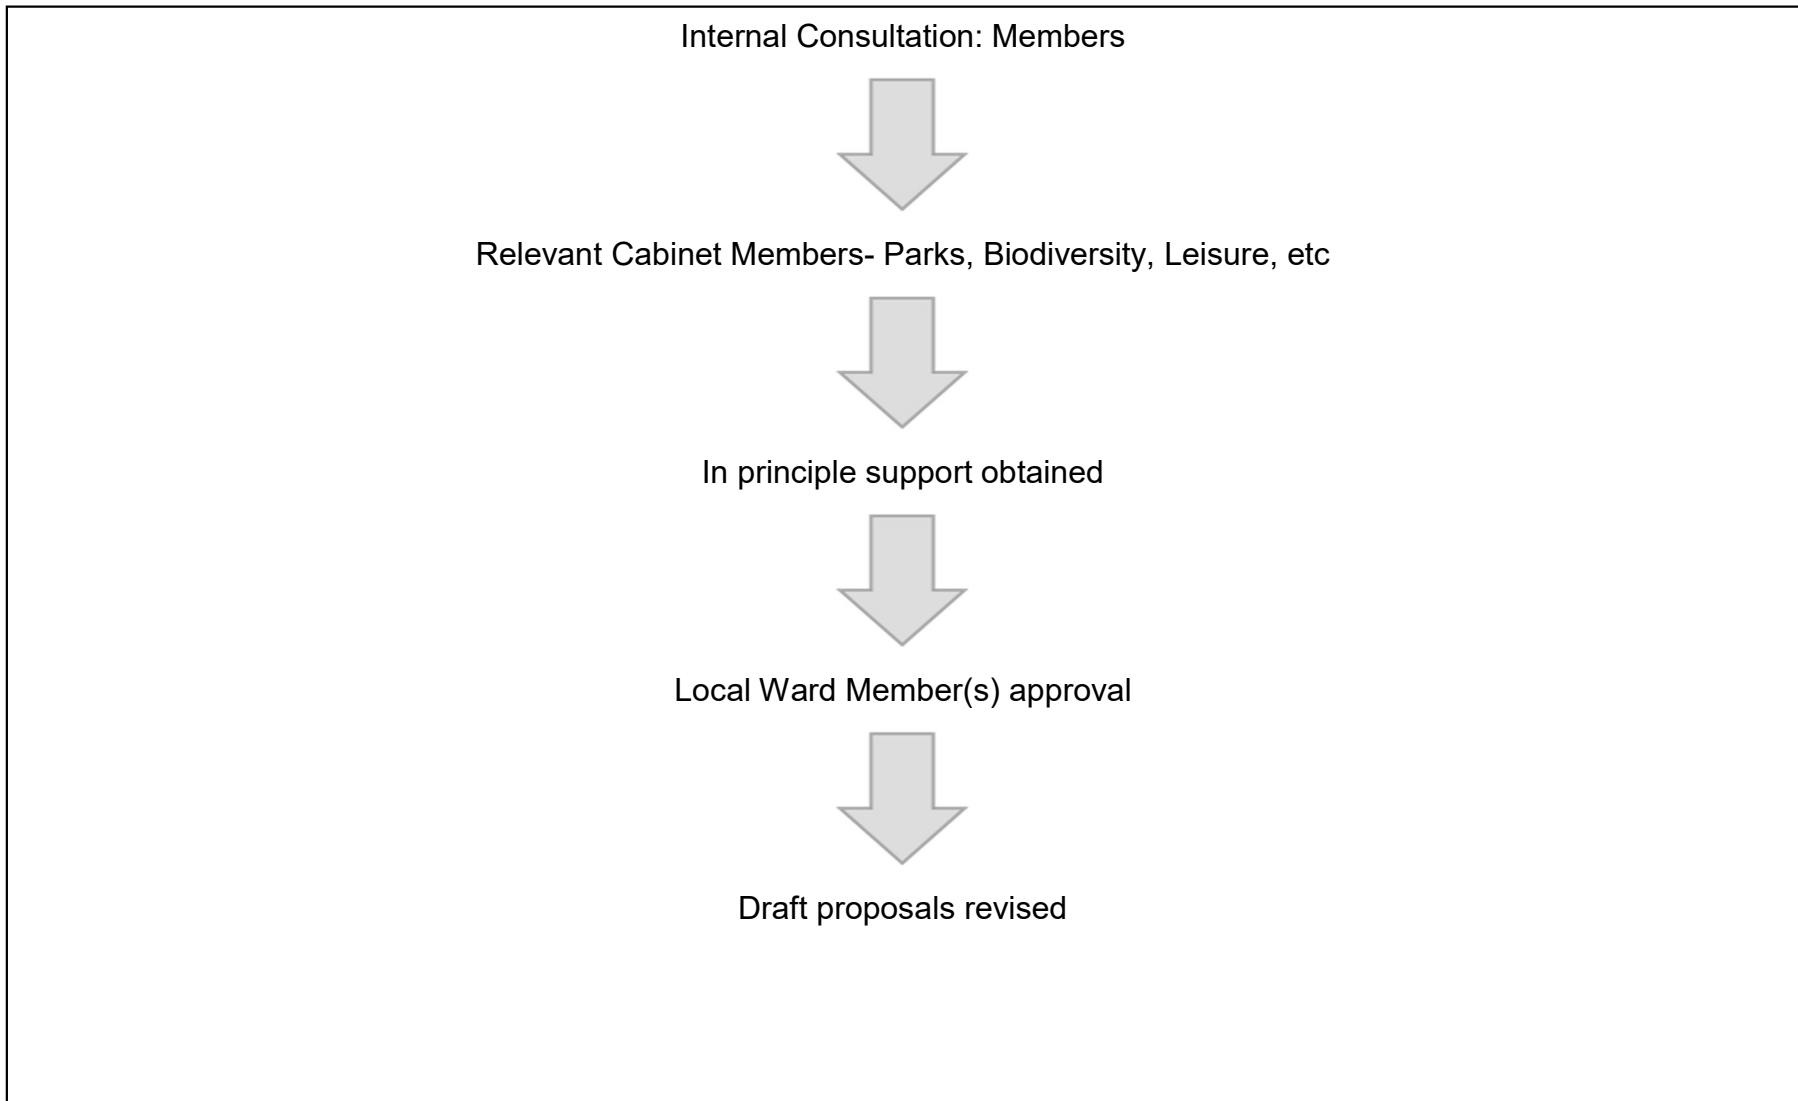 Internal Consultation: Members
Relevant Cabinet Members- Parks, Biodiversity, Leisure, etc
In principle support obtained
Local Ward Member(s) approval
Draft proposals revised